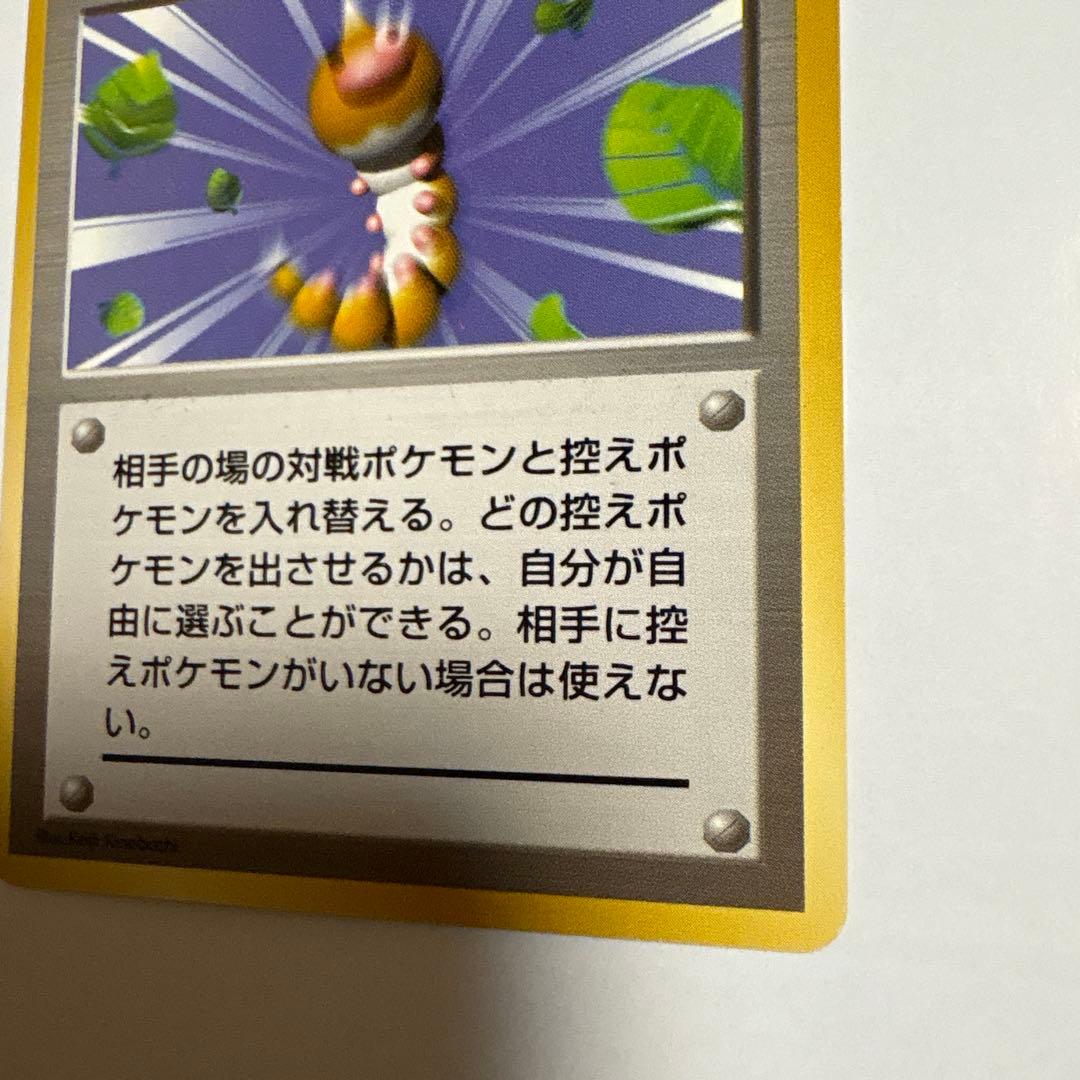 相手の場の対戦ポケモンと控えポ
ケモンを入れ替える。どの控えポ
ケモンを出させるかは、自分が自
由に選ぶことができる。相手に控
えポケモンがいない場合は使えな
い。